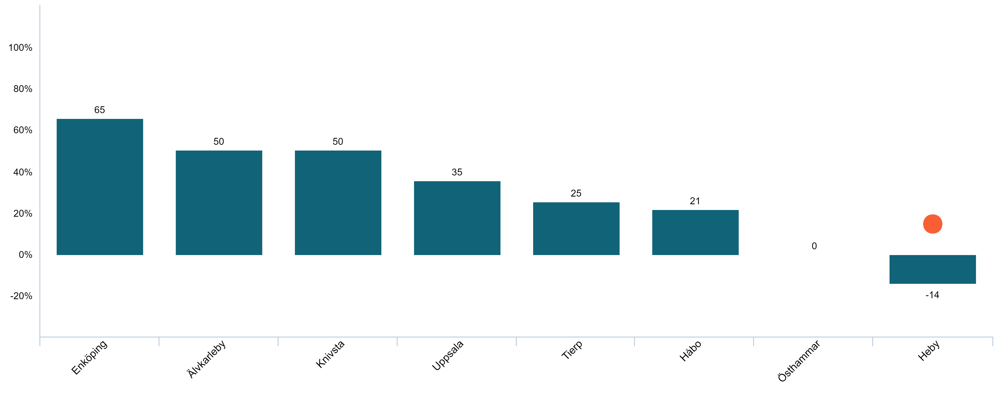 100%
80%
60%
40%
20%
0%
-20%
65
50
50
35
25
21
0
-14
Enköping
Älvkarleby
Knivsta
Uppsala
Tierp
Håbo
Östhammar
Heby